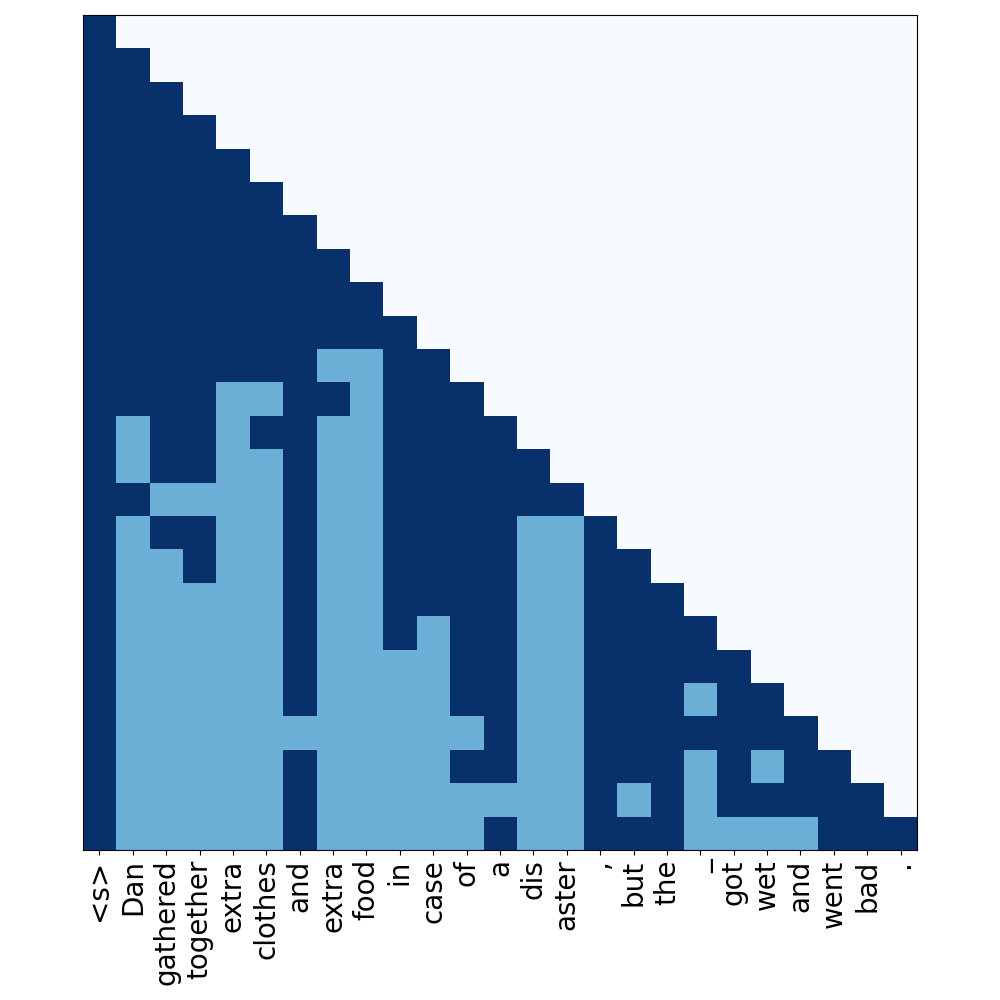 <s>
Dan
gathered
together
extra
clothes
and
extra
food
in
case
of
a
dis
aster
,
but
the
_
got
wet
and
went
bad
.